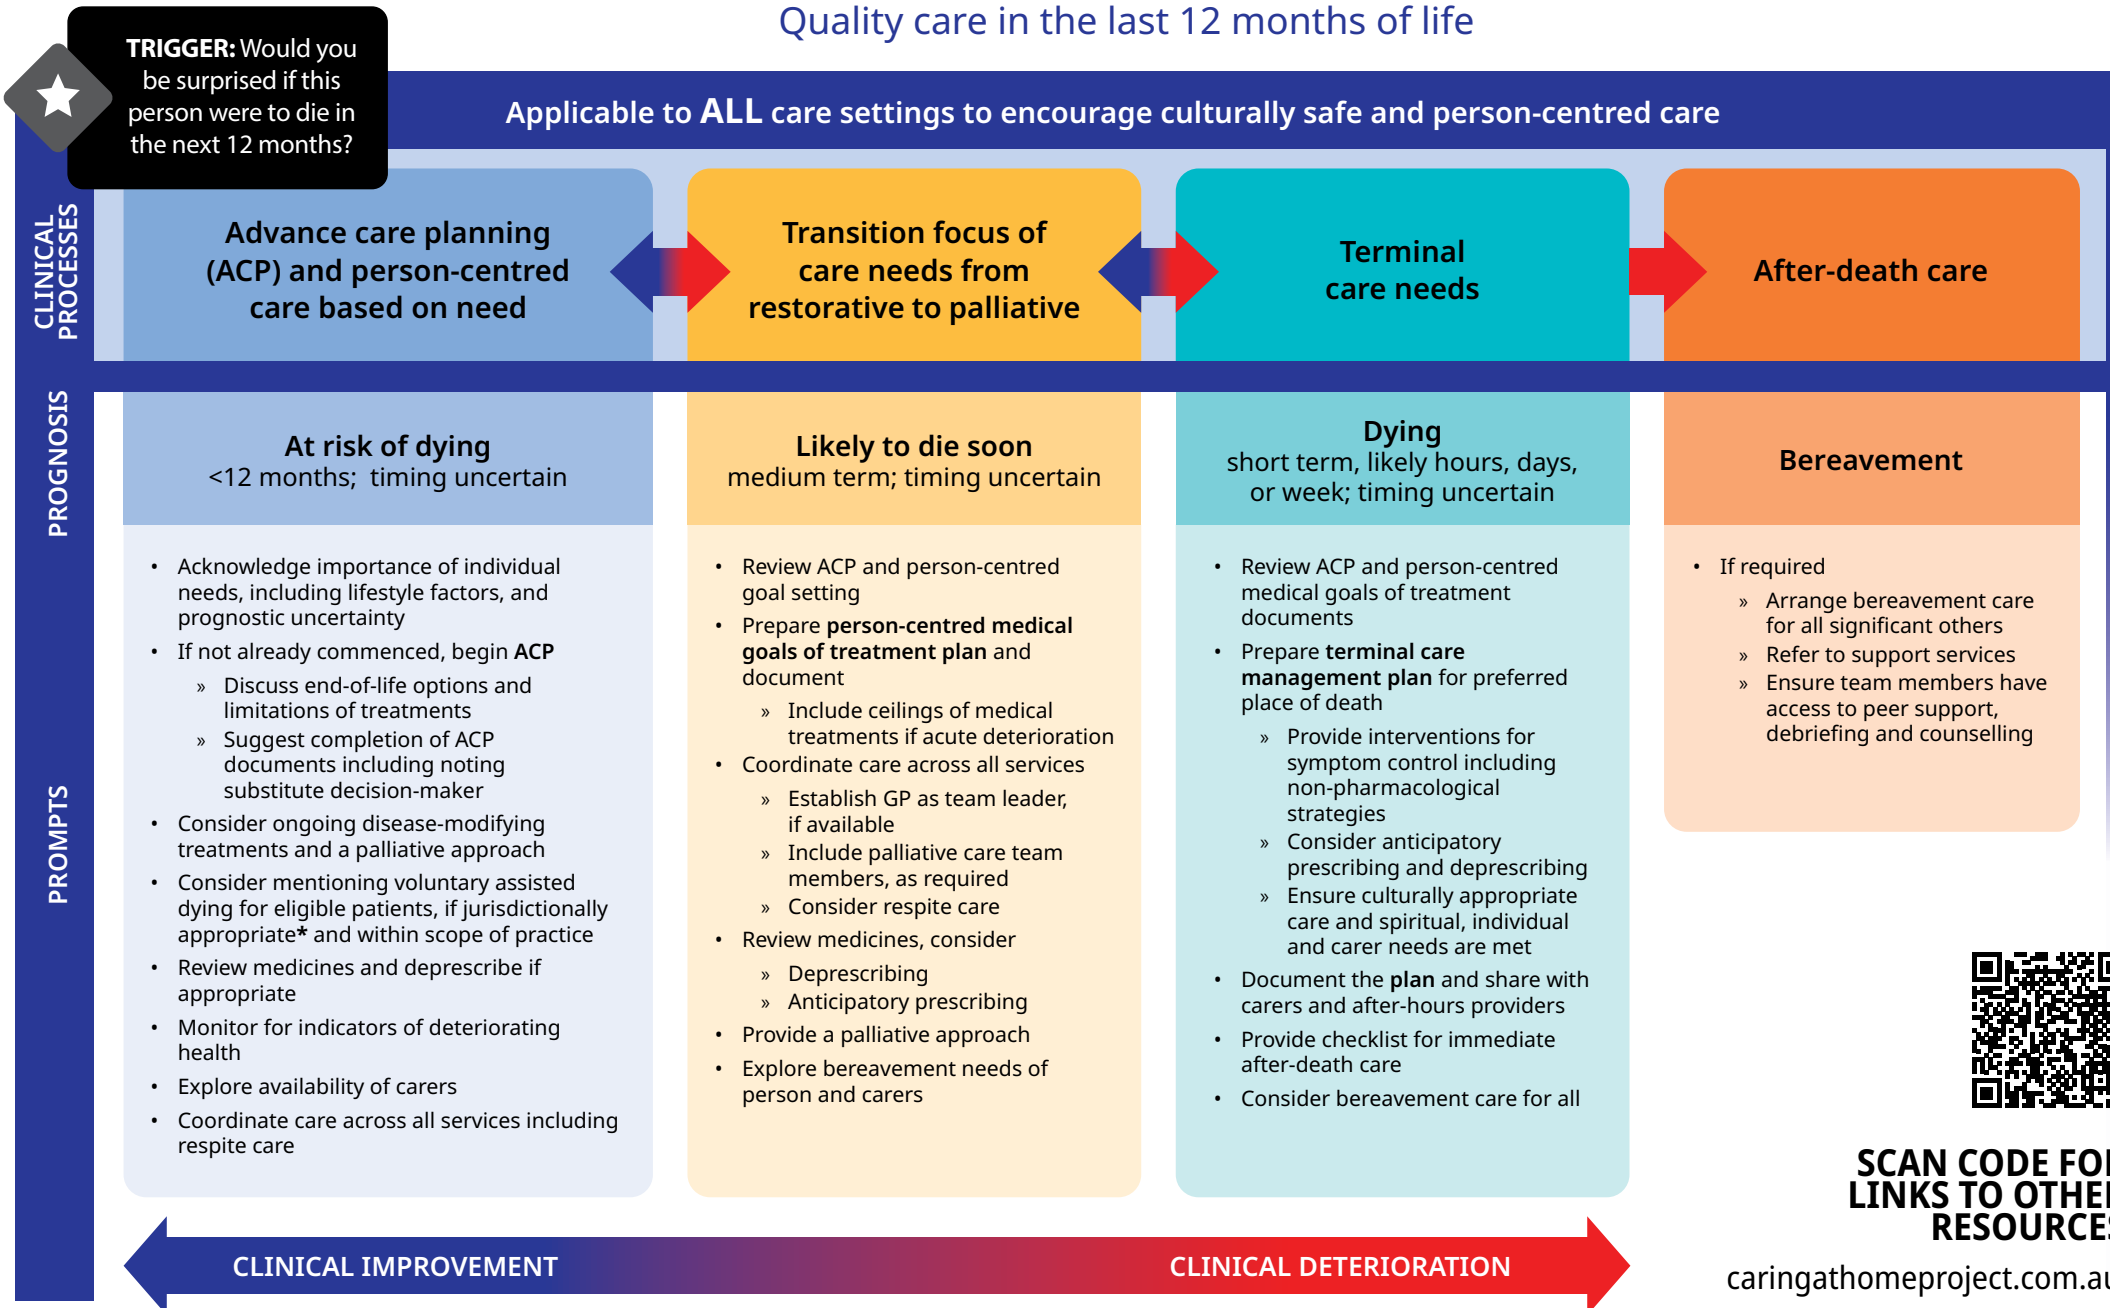 Quality care in the last 12 months of life
TRIGGER: Would you
be surprised if this
person were to die in
the next 12 months?
Applicable to ALL care settings to encourage culturally safe and person-centred care
CLINICAL
PROCESSES
Advance care planning
(ACP) and person-centred
care based on need
Transition focus of
care needs from
restorative to palliative
Terminal
care needs
After-death care
PROGNOSIS
At risk of dying
<12 months; timing uncertain
Likely to die soon
medium term; timing uncertain
Dying
short term, likely hours, days,
or week; timing uncertain
Bereavement
PROMPTS
• Acknowledge importance of individual
needs, including lifestyle factors, and
prognostic uncertainty
• If not already commenced, begin ACP
» Discuss end-of-life options and
limitations of treatments
» Suggest completion of ACP
documents including noting
substitute decision-maker
• Consider ongoing disease-modifying
treatments and a palliative approach
• Consider mentioning voluntary assisted
dying for eligible patients, if jurisdictionally
appropriate* and within scope of practice
• Review medicines and deprescribe if
appropriate
• Monitor for indicators of deteriorating
health
• Explore availability of carers
• Coordinate care across all services including
respite care
• Review ACP and person-centred
goal setting
• Prepare person-centred medical
goals of treatment plan and
document
» Include ceilings of medical
treatments if acute deterioration
• Coordinate care across all services
» Establish GP as team leader,
if available
» Include palliative care team
members, as required
» Consider respite care
• Review medicines, consider
» Deprescribing
» Anticipatory prescribing
• Provide a palliative approach
• Explore bereavement needs of
person and carers
• Review ACP and person-centred
medical goals of treatment
documents
• Prepare terminal care
management plan for preferred
place of death
» Provide interventions for
symptom control including
non-pharmacological
strategies
» Consider anticipatory
prescribing and deprescribing
» Ensure culturally appropriate
care and spiritual, individual
and carer needs are met
• Document the plan and share with
carers and after-hours providers
• Provide checklist for immediate
after-death care
• Consider bereavement care for all
• If required
» Arrange bereavement care
for all significant others
» Refer to support services
» Ensure team members have
access to peer support,
debriefing and counselling
SCAN CODE FOR
LINKS TO OTHER
RESOURCES
caringathomeproject.com.au
CLINICAL IMPROVEMENT
CLINICAL DETERIORATION